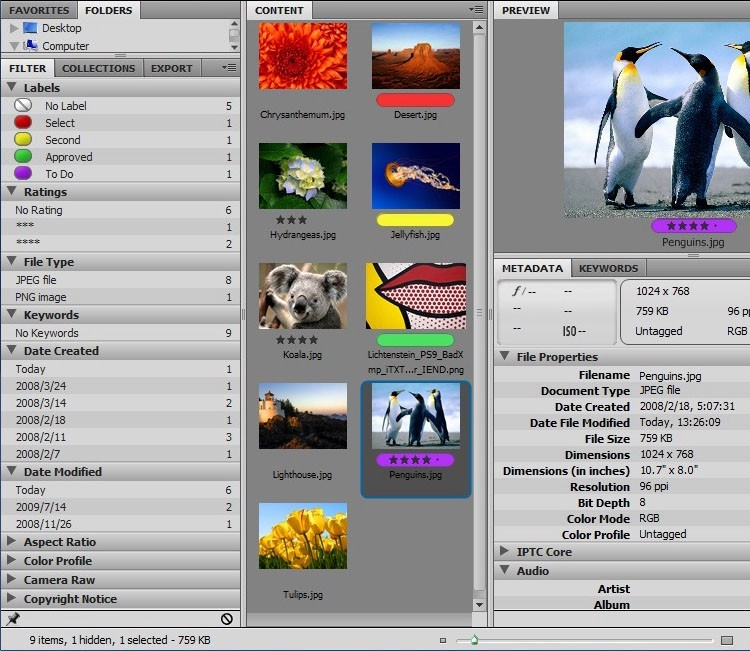 FAVORITES FOLDERS
Desktop
Computer
FILTER COLLECTIONS EXPORT
Labels
No Label 5
Select 1
Second 1
Approved 1
To Do 1
Ratings
No Rating 6
*** 1
**** 2
File Type
JPEG file 8
PNG image 1
Keywords
No Keywords 9
Date Created
Today 1
2008/3/24 1
2008/3/14 2
2008/2/18 1
2008/2/11 3
2008/2/7 1
Date Modified
Today 6
2009/7/14 2
2008/11/26 1
Aspect Ratio
Color Profile
Camera Raw
Copyright Notice
CONTENT
Chrysanthemum.jpg
Desert.jpg
Hydrangeas.jpg
Jellyfish.jpg
Koala.jpg
Lichtenstein_PS9_BadX
mp_iTXT...r_IEND.png
Lighthouse.jpg
Penguins.jpg
Tulips.jpg
PREVIEW
Penguins.jpg
METADATA KEYWORDS
f/-- --
-- --
-- ISO --
1024 x 768
759 KB 96 pp
Untagged RGB
File Properties
Filename Penguins.jpg
Document Type JPEG file
Date Created 2008/2/18, 5:07:31
Date File Modified Today, 13:26:09
File Size 759 KB
Dimensions 1024 x 768
Dimensions (in inches) 10.7" x 8.0"
Resolution 96 ppi
Bit Depth 8
Color Mode RGB
Color Profile Untagged
IPTC Core
Audio
Artist
Album
9 items, 1 hidden, 1 selected - 759 KB